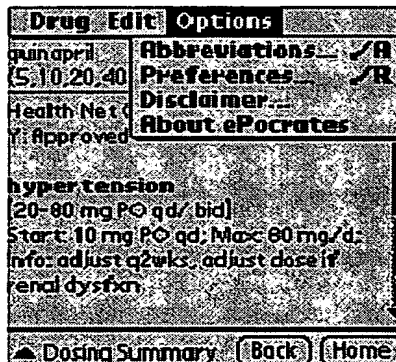 Drug Edit Options
quinapril
(5,10,20,40
Abbreviations... /A
Preferences... /R
Disclaimer...
About ePocrates
Health Net
Y: Approved
hypertension
[20-80 mg PO qd/ bid]
Start: 10 mg PO qd; Max: 80 mg/d;
Info: adjust q2wks, adjust dose if
renal dysfxn
Dosing Summary Back Home